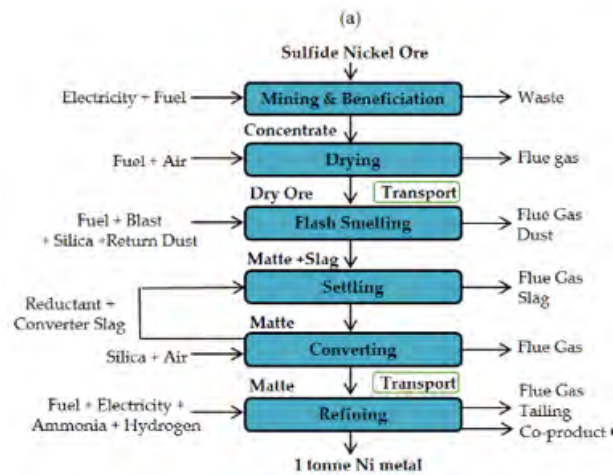 (a)
Sulfide Nickel Ore
Electricity + Fuel
Mining & Beneficiation
Waste
Concentrate
Fuel + Air
Drying
Flue gas
Dry Ore
Transport
Fuel + Blast
+ Silica +Return Dust
Flash Smelting
Flue Gas
Dust
Matte +Slag
Settling
Flue Gas
Slag
Reductant +
Converter Slag
Matte
Silica + Air
Converting
Flue Gas
Matte
Transport
Fuel + Electricity +
Ammonia + Hydrogen
Refining
Flue Gas
Tailing
Co-product
1 tonne Ni metal